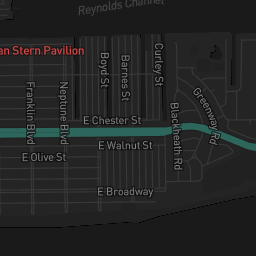 Reynolds Channel
an Stern Pavilion
Franklin Blvd
Neptune Blvd
Boyd St
Barnes St
Curley St
Greenway Rd
Blackheath Rd
E Chester St
E Walnut St
E Olive St
E Broadway